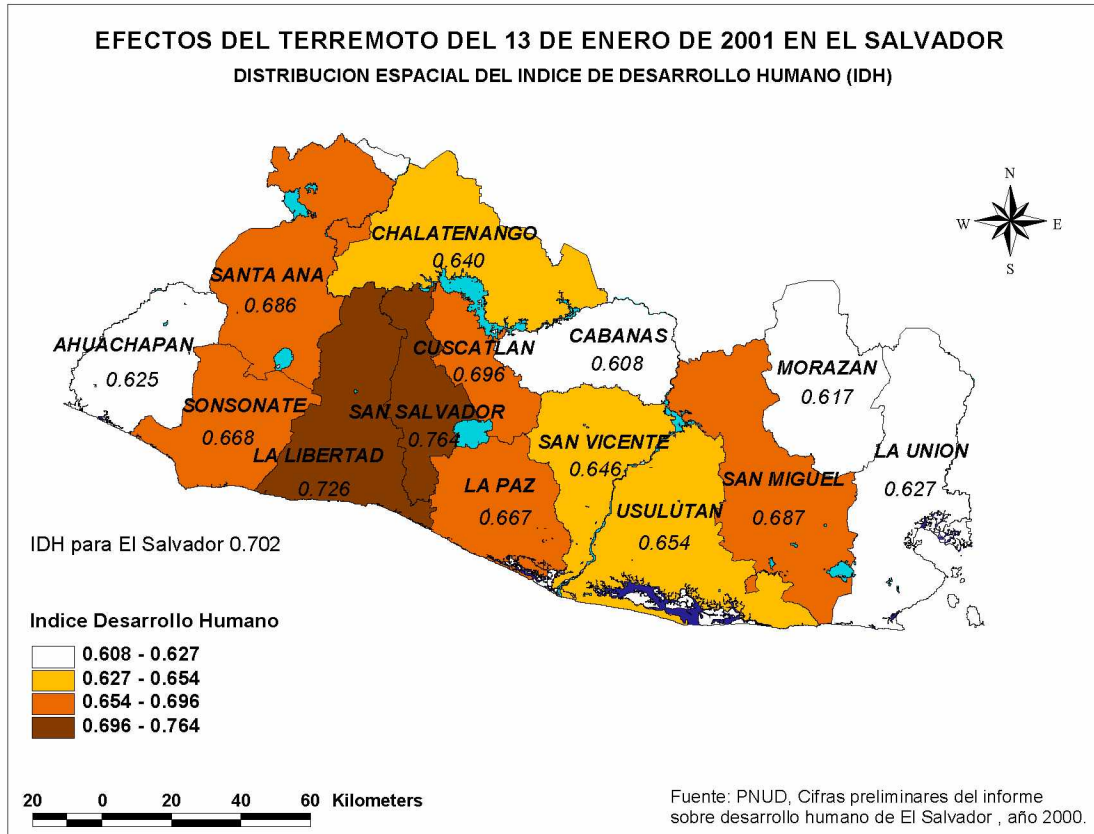 EFECTOS DEL TERREMOTO DEL 13 DE ENERO DE 2001 EN EL SALVADOR
DISTRIBUCION ESPACIAL DEL INDICE DE DESARROLLO HUMANO (IDH)
N
W
E
S
CHALATENANGO
0.640
SANTA ANA
0.686
AHUACHAPAN
0.625
CUSCATLAN
0.696
CABANAS
0.608
MORAZAN
0.617
SONSONATE
0.668
SAN SALVADOR
0.764
LA LIBERTAD
0.726
SAN VICENTE
0.646
LA UNION
0.627
LA PAZ
0.667
USULUTAN
0.654
SAN MIGUEL
0.687
IDH para El Salvador 0.702
Indice Desarrollo Humano
0.608 - 0.627
0.627 - 0.654
0.654 - 0.696
0.696 - 0.764
20 0 20 40 60 Kilometers
Fuente: PNUD, Cifras preliminares del informe
sobre desarrollo humano de El Salvador , año 2000.